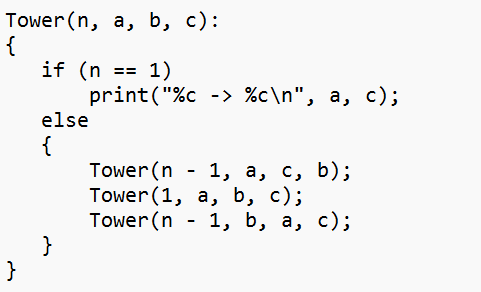 Tower(n, a, b, c):
{
   if (n == 1)
       print("%c -> %c\n", a, c);
   else
   {
       Tower(n - 1, a, c, b);
       Tower(1, a, b, c);
       Tower(n - 1, b, a, c);
   }
}